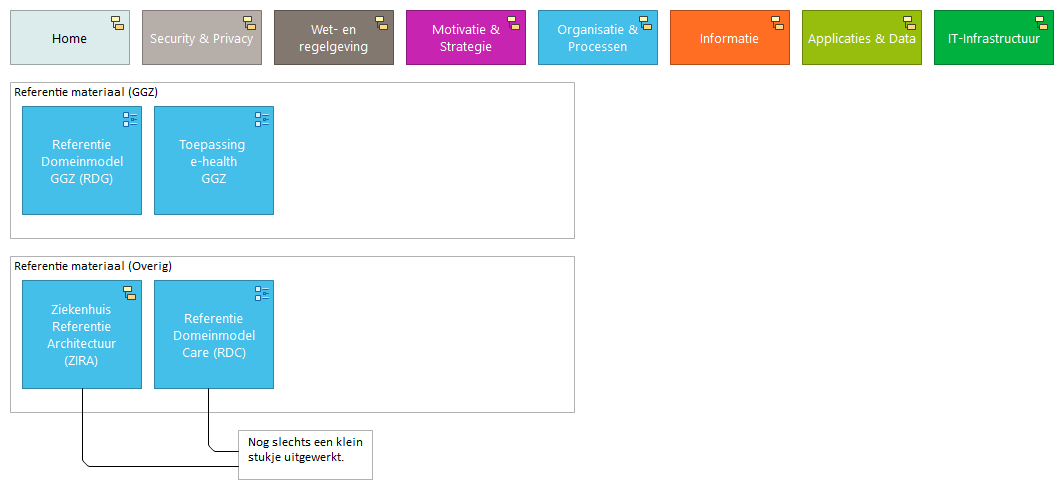 Home
Security & Privacy
Wet- en
regelgeving
Motivatie &
Strategie
Organisatie &
Processen
Informatie
Applicaties & Data
IT-Infrastructuur
Referentie materiaal (GGZ)
Referentie
Domeinmodel
GGZ (RDG)
Toepassing
e-health
GGZ
Referentie materiaal (Overig)
Ziekenhuis
Referentie
Architectuur
(ZIRA)
Referentie
Domeinmodel
Care (RDC)
Nog slechts een klein
stukje uitgewerkt.